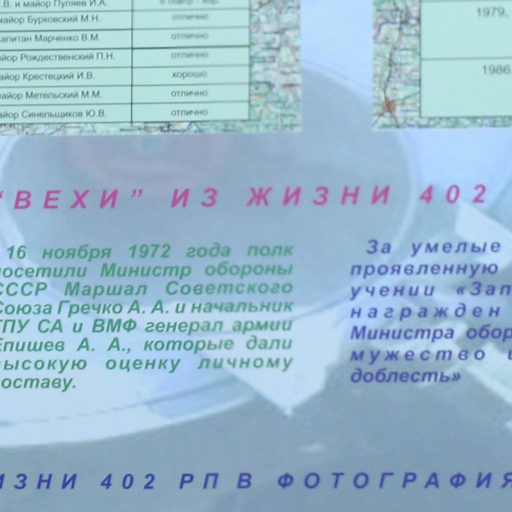 В. и майор Пупяев И.А.
майор Бурковский М.Н. отлично
капитан Марченко В.М. отлично
майор Рождественский П.Н. отлично
майор Крестецкий И.В. хорошо
майор Метельский М.М. отлично
майор Синельщиков Ю.В. отлично
1979,
1986,
"ВЕХИ" ИЗ ЖИЗНИ 402
16 ноября 1972 года полк
посетили Министр обороны
СССР Маршал Советского
Союза Гречко А. А. и начальник
ГПУ СА и ВМФ генерал армии
Епишев А. А., которые дали
высокую оценку личному
составу.
За умелые
проявленную
учении «Зап
награжден
Министра обор
мужество и
доблесть»
ИЗНИ 402 РП В ФОТОГРАФИЯ